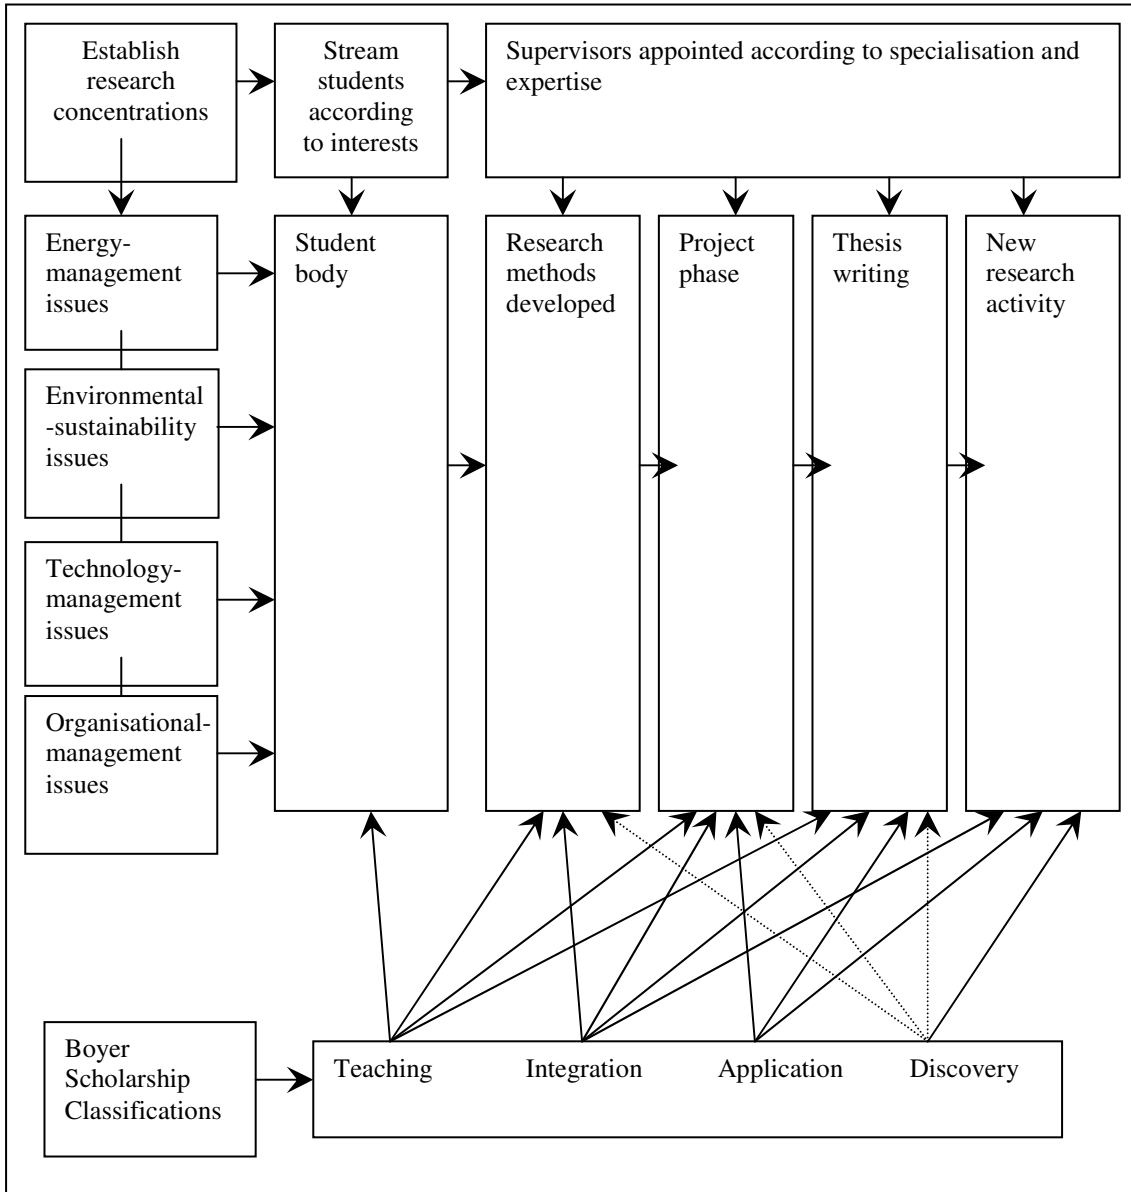 Establish
research
concentrations
Stream
students
according
to interests
Supervisors appointed according to specialisation and
expertise
Energy-
management
issues
Student
body
Research
methods
developed
Project
phase
Thesis
writing
New
research
activity
Environmental
-sustainability
issues
Technology-
management
issues
Organisational-
management
issues
Boyer
Scholarship
Classifications
Teaching
Integration
Application
Discovery